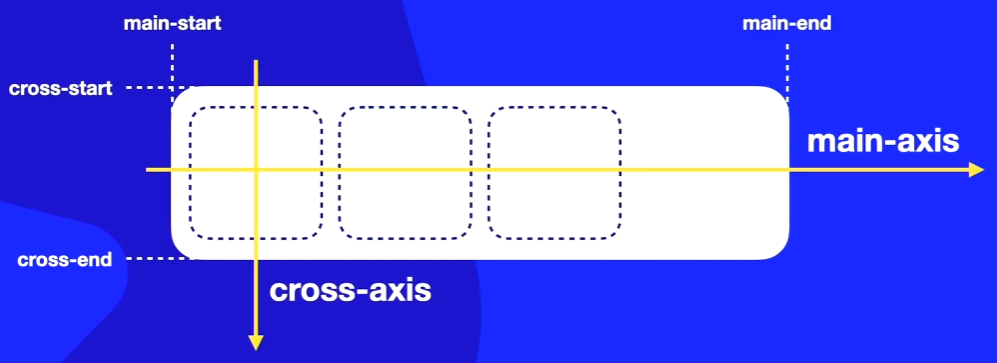 main-start
main-end
cross-start
main-axis
cross-end
cross-axis